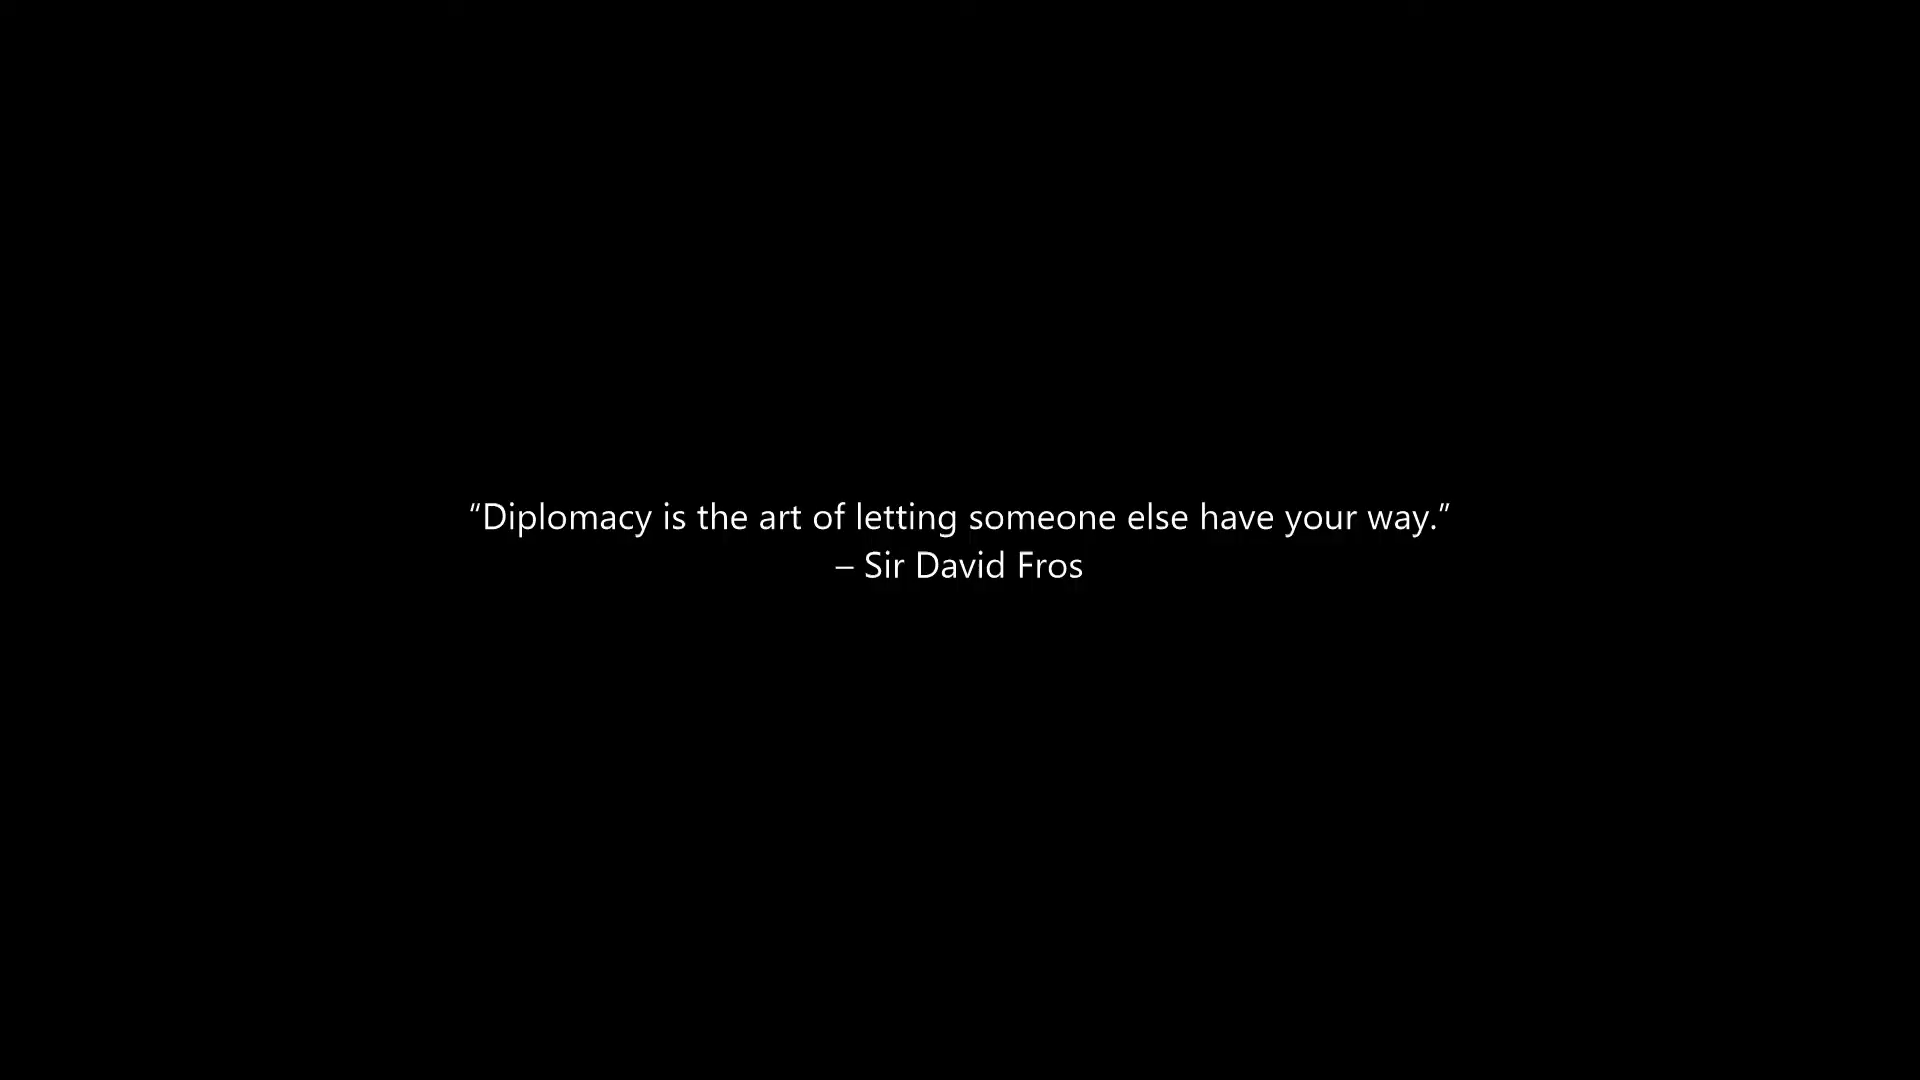 “Diplomacy is the art of letting someone else have your way.”
– Sir David Fros